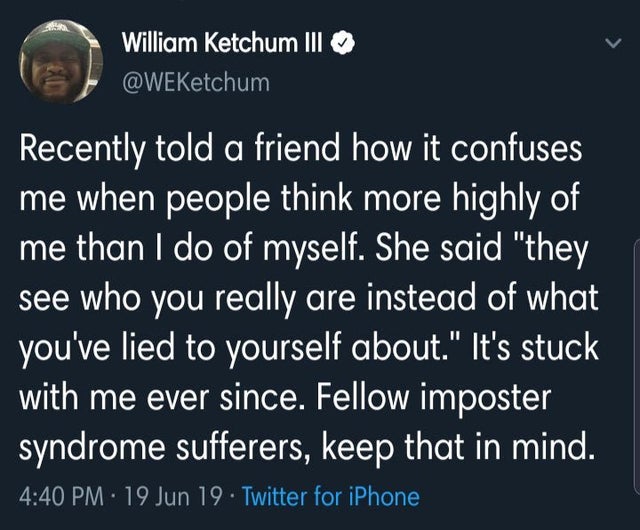 William Ketchum III
@WEKetchum
Recently told a friend how it confuses
me when people think more highly of
me than I do of myself. She said "they
see who you really are instead of what
you've lied to yourself about." It's stuck
with me ever since. Fellow imposter
syndrome sufferers, keep that in mind.
4:40 PM · 19 Jun 19 · Twitter for iPhone